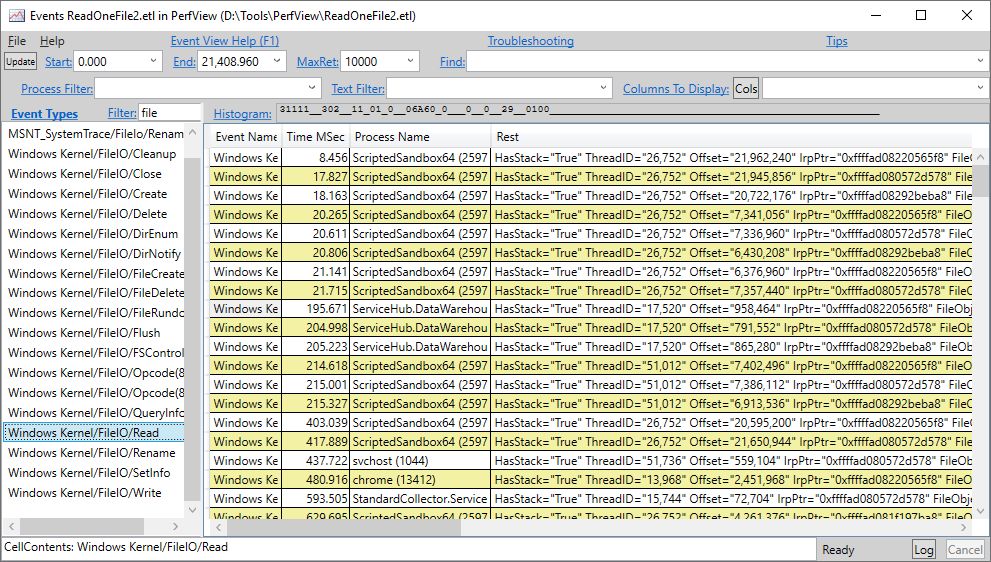 Events ReadOneFile2.etl in PerfView (D:\Tools\PerfView\ReadOneFile2.etl)
File Help Event View Help (F1) Troubleshooting Tips
Update Start: 0.000 End: 21,408.960 MaxRet: 10000 Find:
Process Filter: Text Filter: Columns To Display: Cols
Event Types Filter: file Histogram:
MSNT_SystemTrace/FileIo/Renam
Windows Kernel/FileIO/Cleanup
Windows Kernel/FileIO/Close
Windows Kernel/FileIO/Create
Windows Kernel/FileIO/Delete
Windows Kernel/FileIO/DirEnum
Windows Kernel/FileIO/DirNotify
Windows Kernel/FileIO/FileCreate
Windows Kernel/FileIO/FileDelete
Windows Kernel/FileIO/FileRundo
Windows Kernel/FileIO/Flush
Windows Kernel/FileIO/FSControl
Windows Kernel/FileIO/Opcode(8
Windows Kernel/FileIO/Opcode(8
Windows Kernel/FileIO/QueryInfo
Windows Kernel/FileIO/Read
Windows Kernel/FileIO/Rename
Windows Kernel/FileIO/SetInfo
Windows Kernel/FileIO/Write
Event Name Time MSec Process Name Rest
Windows Ke 8.456 ScriptedSandbox64 (2597 HasStack="True" ThreadID="26,752" Offset="21,962,240" IrpPtr="0xffffad08220565f8" FileO
Windows Ke 17.827 ScriptedSandbox64 (2597 HasStack="True" ThreadID="26,752" Offset="21,945,856" IrpPtr="0xffffad080572d578" FileO
Windows Ke 18.163 ScriptedSandbox64 (2597 HasStack="True" ThreadID="26,752" Offset="20,722,176" IrpPtr="0xffffad08292beba8" FileO
Windows Ke 20.265 ScriptedSandbox64 (2597 HasStack="True" ThreadID="26,752" Offset="7,341,056" IrpPtr="0xffffad08220565f8" FileOb
Windows Ke 20.611 ScriptedSandbox64 (2597 HasStack="True" ThreadID="26,752" Offset="7,336,960" IrpPtr="0xffffad080572d578" FileOb
Windows Ke 20.806 ScriptedSandbox64 (2597 HasStack="True" ThreadID="26,752" Offset="6,430,208" IrpPtr="0xffffad08292beba8" FileOb
Windows Ke 21.141 ScriptedSandbox64 (2597 HasStack="True" ThreadID="26,752" Offset="6,376,960" IrpPtr="0xffffad08220565f8" FileOb
Windows Ke 21.715 ScriptedSandbox64 (2597 HasStack="True" ThreadID="26,752" Offset="7,357,440" IrpPtr="0xffffad080572d578" FileOb
Windows Ke 195.671 ServiceHub.DataWarehou HasStack="True" ThreadID="17,520" Offset="958,464" IrpPtr="0xffffad08220565f8" FileObj
Windows Ke 204.998 ServiceHub.DataWarehou HasStack="True" ThreadID="17,520" Offset="791,552" IrpPtr="0xffffad080572d578" FileObj
Windows Ke 205.223 ServiceHub.DataWarehou HasStack="True" ThreadID="17,520" Offset="865,280" IrpPtr="0xffffad08292beba8" FileObj
Windows Ke 214.618 ScriptedSandbox64 (2597 HasStack="True" ThreadID="51,012" Offset="7,402,496" IrpPtr="0xffffad08220565f8" FileOb
Windows Ke 215.001 ScriptedSandbox64 (2597 HasStack="True" ThreadID="51,012" Offset="7,386,112" IrpPtr="0xffffad080572d578" FileOb
Windows Ke 215.327 ScriptedSandbox64 (2597 HasStack="True" ThreadID="51,012" Offset="6,913,536" IrpPtr="0xffffad08292beba8" FileOb
Windows Ke 403.039 ScriptedSandbox64 (2597 HasStack="True" ThreadID="26,752" Offset="20,595,200" IrpPtr="0xffffad08220565f8" FileO
Windows Ke 417.889 ScriptedSandbox64 (2597 HasStack="True" ThreadID="26,752" Offset="21,650,944" IrpPtr="0xffffad080572d578" FileO
Windows Ke 437.722 svchost (1044) HasStack="True" ThreadID="51,736" Offset="559,104" IrpPtr="0xffffad080572d578" FileObj
Windows Ke 480.916 chrome (13412) HasStack="True" ThreadID="13,968" Offset="2,451,968" IrpPtr="0xffffad080572d578" FileOb
Windows Ke 593.505 StandardCollector.Service HasStack="True" ThreadID="15,744" Offset="72,704" IrpPtr="0xffffad080572d578" FileObje
Windows Ke 629.695 ScriptedSandbox64 (2597 HasStack="True" ThreadID="26,752" Offset="4,261,376" IrpPtr="0xffffad081f197ba8" FileOb
CellContents: Windows Kernel/FileIO/Read Ready Log Cancel